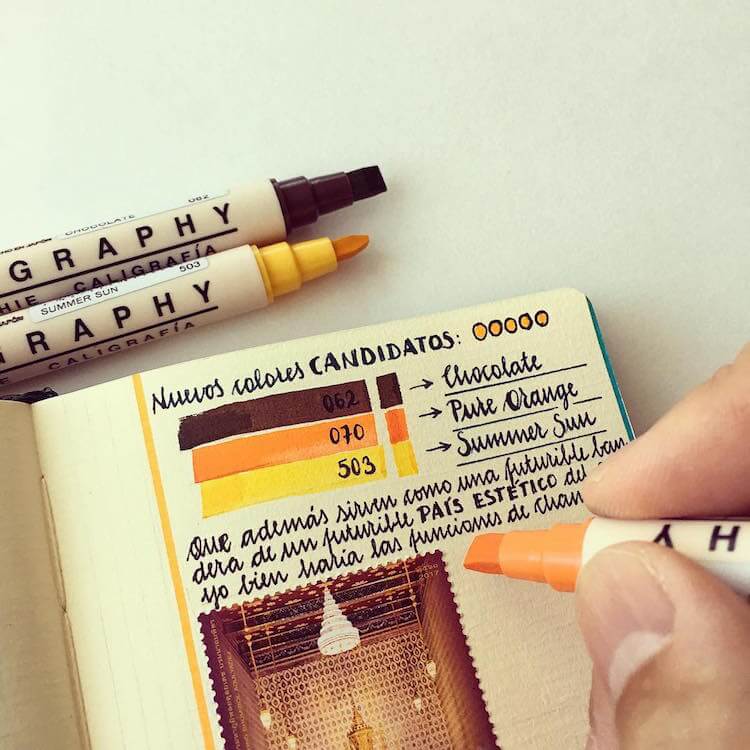 CHOCOLATE 062
GRAPHY
HIE CALIGRAFÍA
SUMMER SUN 503
GRAPHY
CALIGRAFÍA
Nuevos colores CANDIDATOS:
062 → Chocolate
070 → Pure Orange
503 → Summer Sun
Que además sirven como una futurible ban
dera de un futurible PAÍS ESTÉTICO del
yo bien haría las funciones de
2017
HY